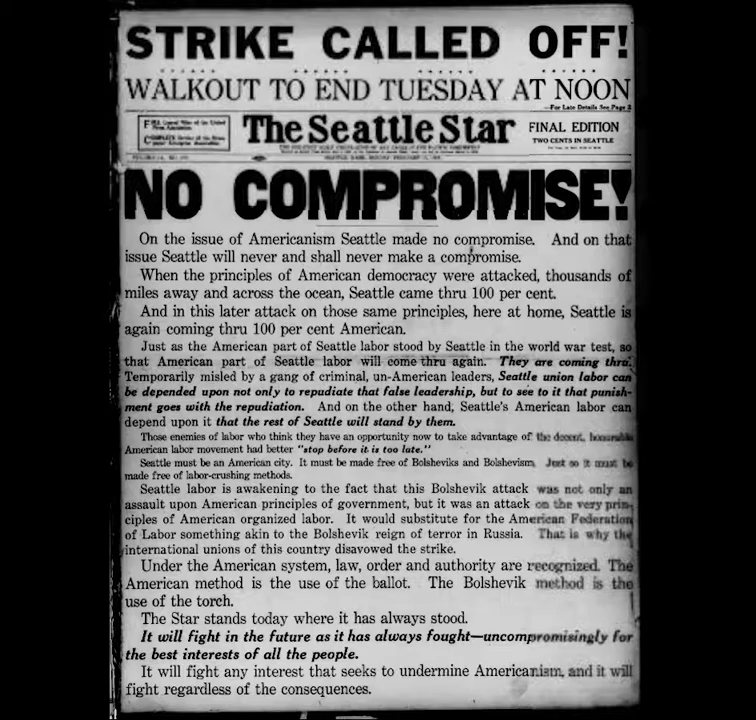 STRIKE CALLED OFF!
WALKOUT TO END TUESDAY AT NOON
—For Late Details See Page 2
The Seattle Star
FINAL EDITION
TWO CENTS IN SEATTLE
NO COMPROMISE!
On the issue of Americanism Seattle made no compromise. And on that
issue Seattle will never and shall never make a compromise.
When the principles of American democracy were attacked, thousands of
miles away and across the ocean, Seattle came thru 100 per cent.
And in this later attack on those same principles, here at home, Seattle is
again coming thru 100 per cent American.
Just as the American part of Seattle labor stood by Seattle in the world war test, so
that American part of Seattle labor will come thru again. They are coming thru.
Temporarily misled by a gang of criminal, un-American leaders, Seattle union labor can
be depended upon not only to repudiate that false leadership, but to see to it that punish-
ment goes with the repudiation. And on the other hand, Seattle's American labor can
depend upon it that the rest of Seattle will stand by them.
Those enemies of labor who think they have an opportunity now to take advantage of the decent, honorable
American labor movement had better "stop before it is too late."
Seattle must be an American city. It must be made free of Bolsheviks and Bolshevism. Just so it must be
made free of labor-crushing methods.
Seattle labor is awakening to the fact that this Bolshevik attack was not only an
assault upon American principles of government, but it was an attack on the very prin-
ciples of American organized labor. It would substitute for the American Federation
of Labor something akin to the Bolshevik reign of terror in Russia. That is why the
international unions of this country disavowed the strike.
Under the American system, law, order and authority are recognized. The
American method is the use of the ballot. The Bolshevik method is the
use of the torch.
The Star stands today where it has always stood.
It will fight in the future as it has always fought—uncompromisingly for
the best interests of all the people.
It will fight any interest that seeks to undermine Americanism, and it will
fight regardless of the consequences.